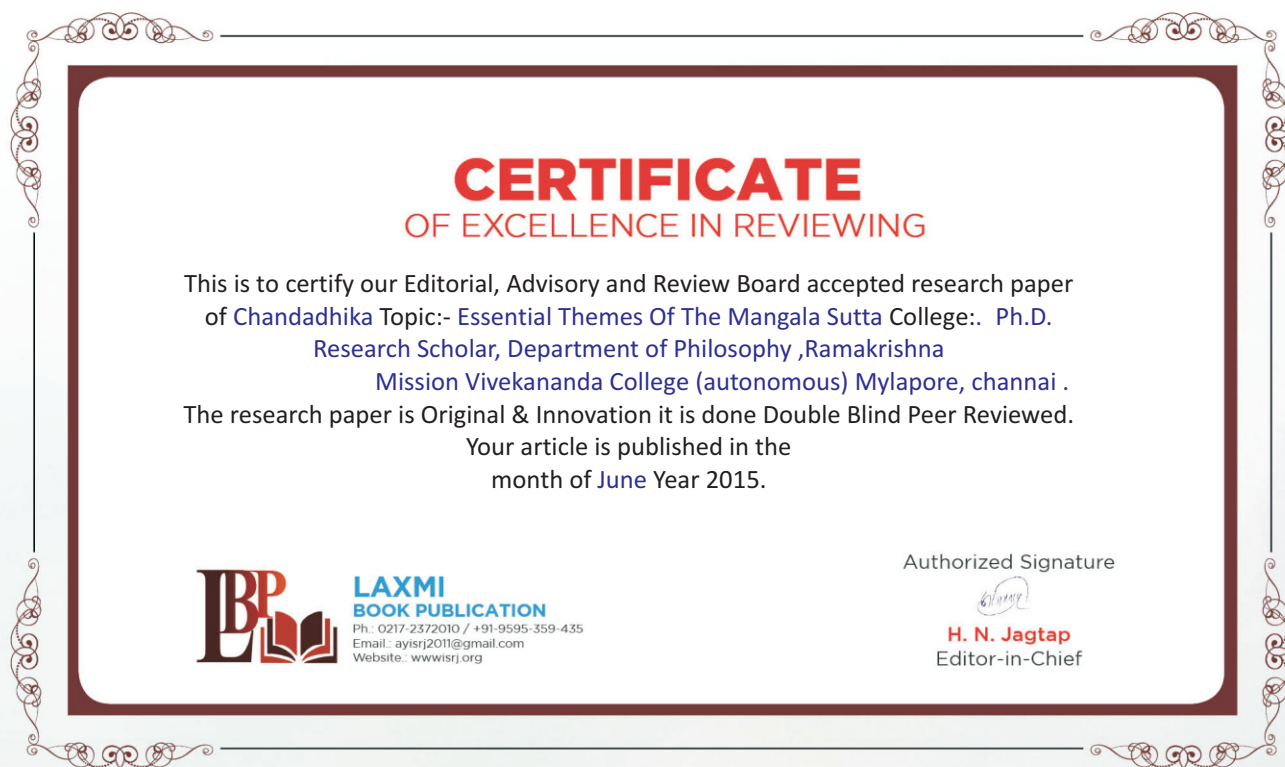 CERTIFICATE
OF EXCELLENCE IN REVIEWING
This is to certify our Editorial, Advisory and Review Board accepted research paper
of Chandadhika Topic:- Essential Themes Of The Mangala Sutta College:. Ph.D.
Research Scholar, Department of Philosophy ,Ramakrishna
Mission Vivekananda College (autonomous) Mylapore, channai .
The research paper is Original & Innovation it is done Double Blind Peer Reviewed.
Your article is published in the
month of June Year 2015.
LBP
LAXMI
BOOK PUBLICATION
Ph.: 0217-2372010 / +91-9595-359-435
Email.: ayisrj2011@gmail.com
Website.: wwwisrj.org
Authorized Signature
H. N. Jagtap
Editor-in-Chief